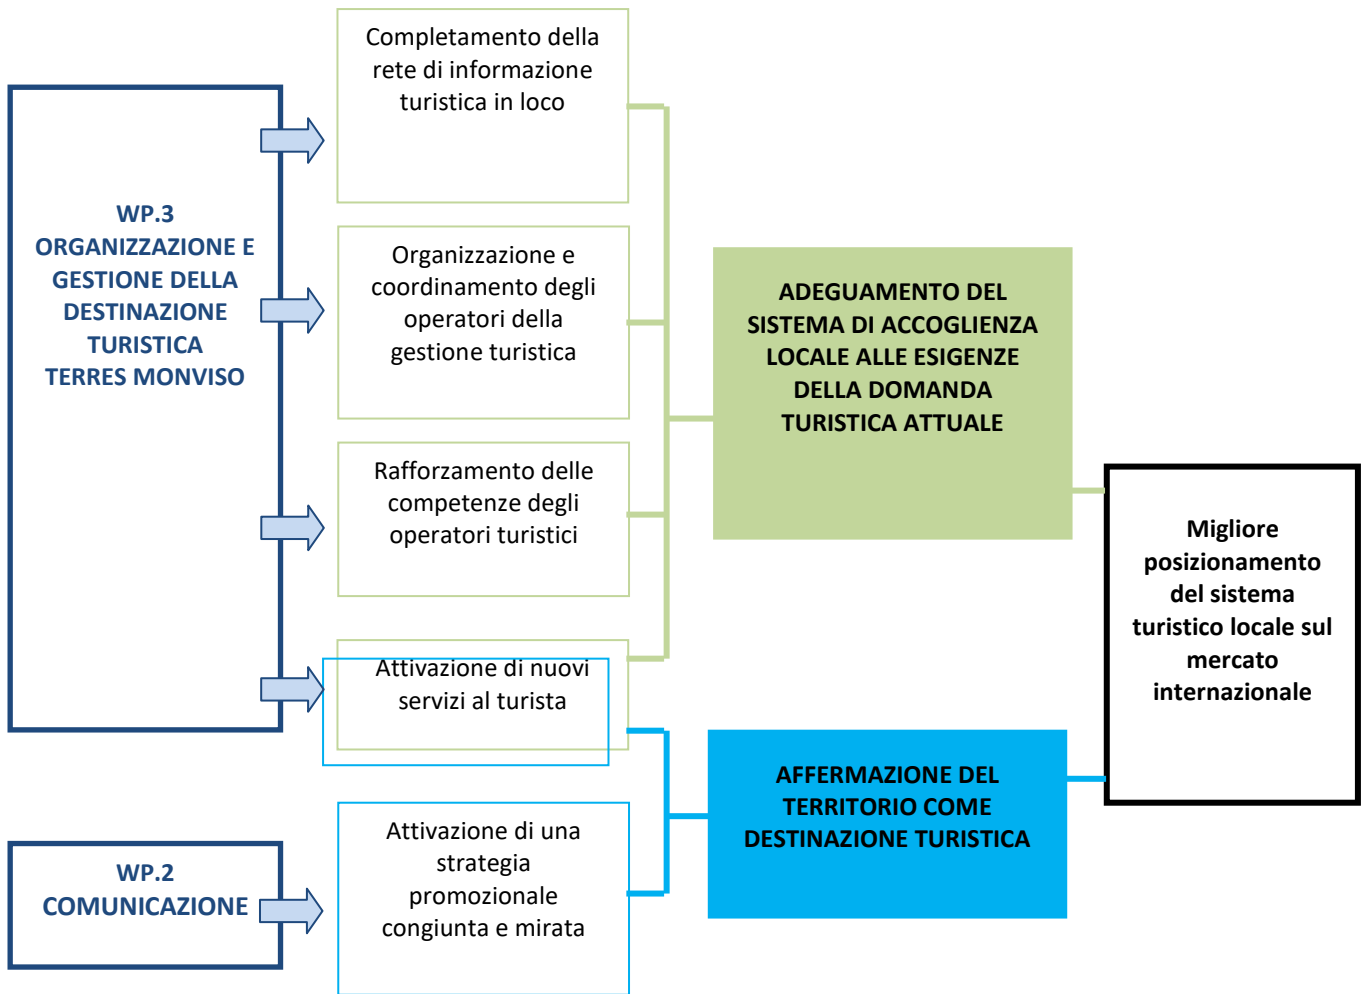 WP.3
ORGANIZZAZIONE E
GESTIONE DELLA
DESTINAZIONE
TURISTICA
TERRES MONVISO
WP.2
COMUNICAZIONE
Completamento della
rete di informazione
turistica in loco
Organizzazione e
coordinamento degli
operatori della
gestione turistica
Rafforzamento delle
competenze degli
operatori turistici
Attivazione di nuovi
servizi al turista
Attivazione di una
strategia
promozionale
congiunta e mirata
ADEGUAMENTO DEL
SISTEMA DI ACCOGLIENZA
LOCALE ALLE ESIGENZE
DELLA DOMANDA
TURISTICA ATTUALE
AFFERMAZIONE DEL
TERRITORIO COME
DESTINAZIONE TURISTICA
Migliore
posizionamento
del sistema
turistico locale sul
mercato
internazionale